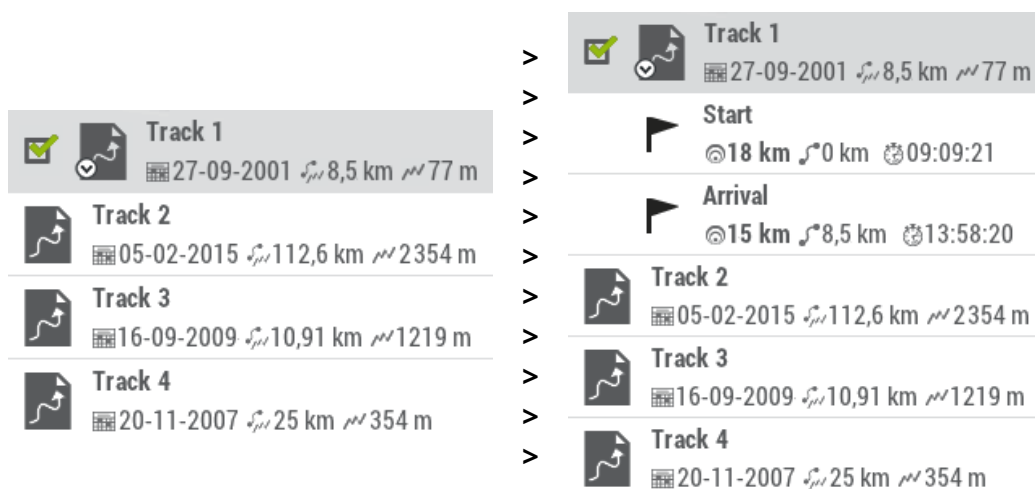 Track 1
27-09-2001 8,5 km 77 m
Track 2
05-02-2015 112,6 km 2354 m
Track 3
16-09-2009 10,91 km 1219 m
Track 4
20-11-2007 25 km 354 m
>
>
>
>
>
>
>
>
>
>
>
Track 1
27-09-2001 8,5 km 77 m
Start
18 km 0 km 09:09:21
Arrival
15 km 8,5 km 13:58:20
Track 2
05-02-2015 112,6 km 2354 m
Track 3
16-09-2009 10,91 km 1219 m
Track 4
20-11-2007 25 km 354 m